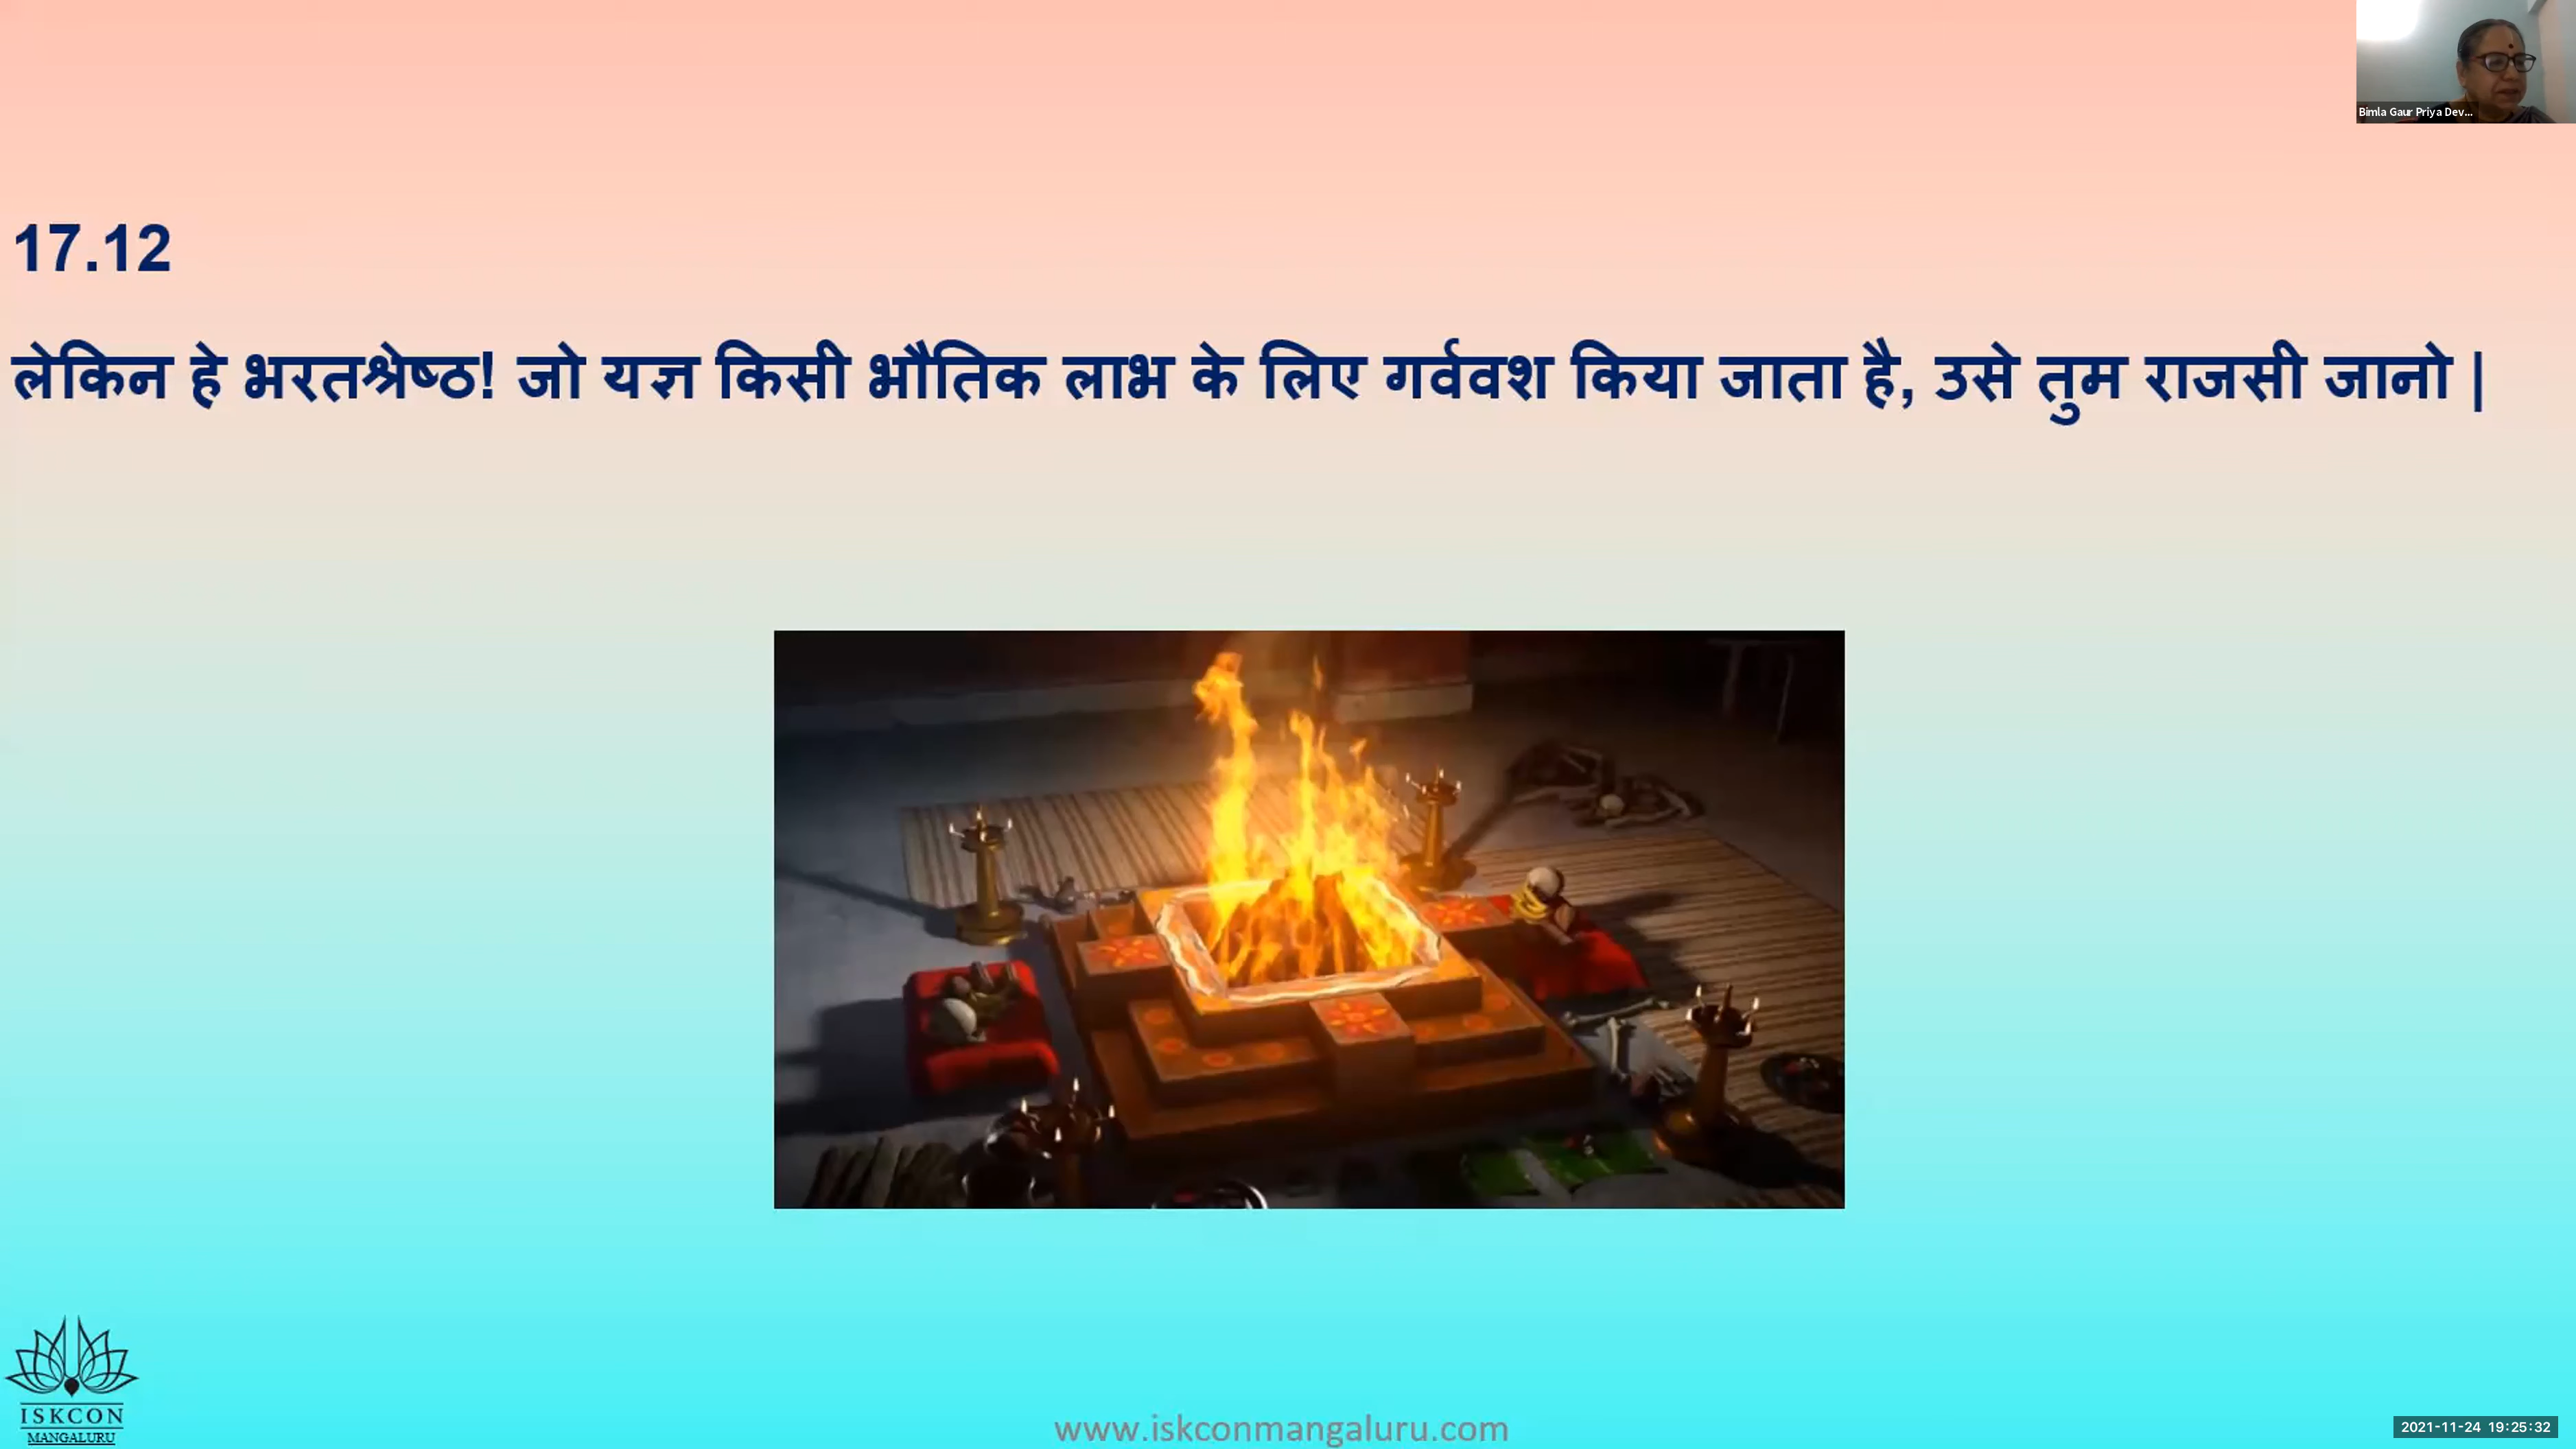 Bimla Gaur Priya Dev...
17.12
लेकिन हे भरतश्रेष्ठ! जो यज्ञ किसी भौतिक लाभ के लिए गर्ववश किया जाता है, उसे तुम राजसी जानो |
ISKCON
MANGALURU
www.iskconmangaluru.com
2021-11-24 19:25:32